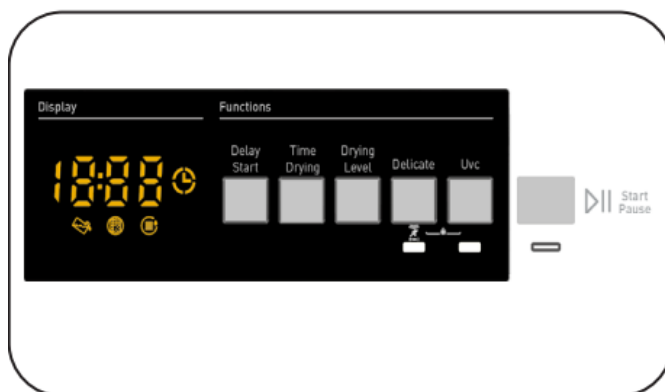 Display
Functions
Delay
Start
Time
Drying
Drying
Level
Delicate
Uvc
18:88
Start
Pause